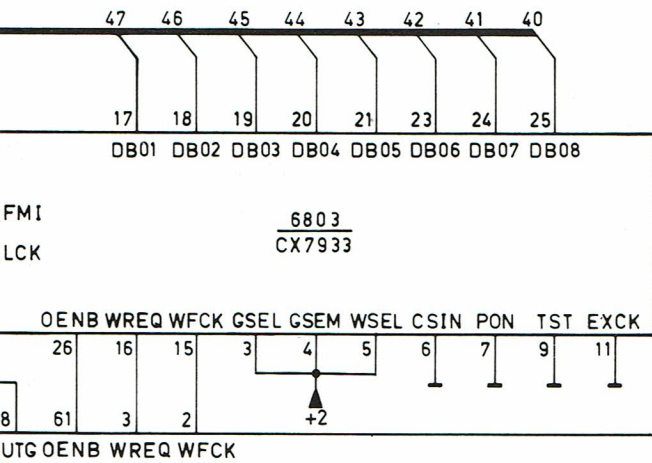 47 46 45 44 43 42 41 40
17 18 19 20 21 23 24 25
DB01 DB02 DB03 DB04 DB05 DB06 DB07 DB08
FMI
6803
LCK
CX7933
OENB WREQ WFCK GSEL GSEM WSEL CSIN PON TST EXCK
26 16 15 3 4 5 6 7 9 11
8 61 3 2 +2
UTG OENB WREQ WFCK